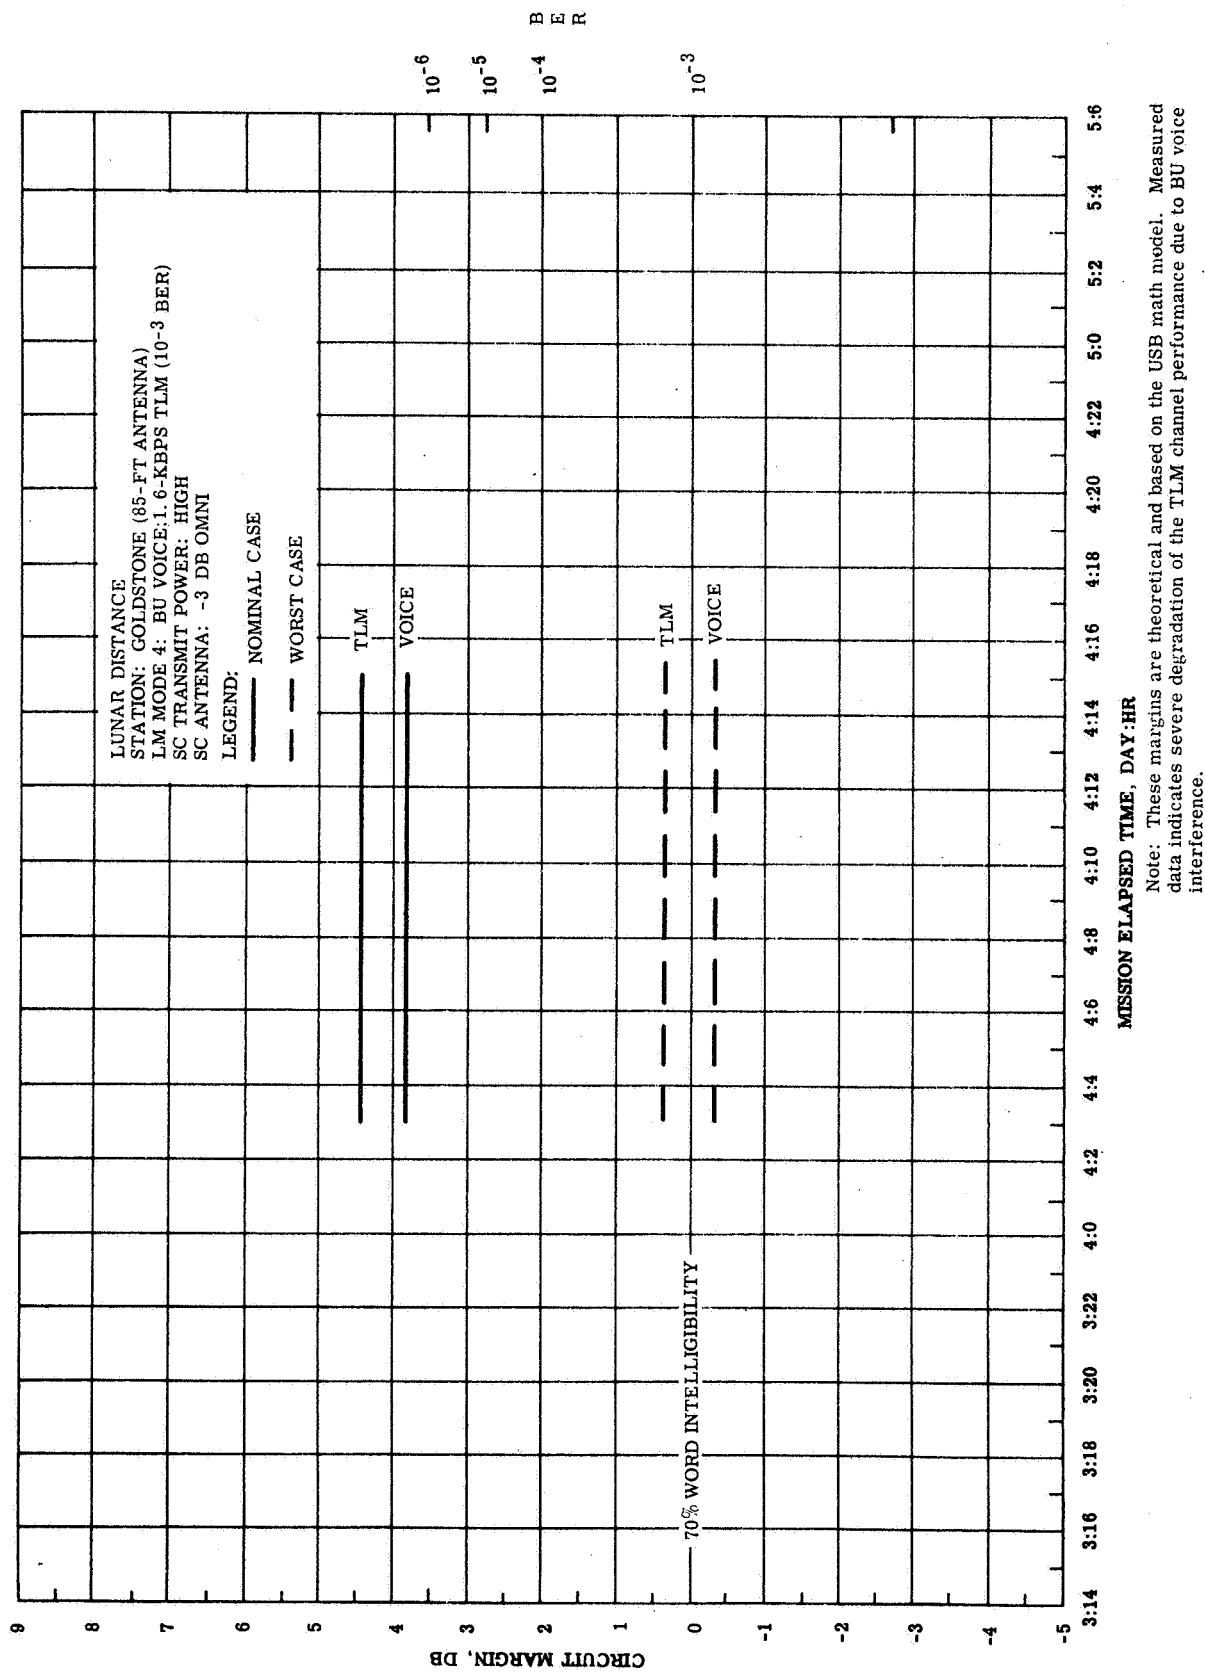 LUNAR DISTANCE
STATION: GOLDSTONE (85-FT ANTENNA)
LM MODE 4: BU VOICE;1.6-KBPS TLM (10-3 BER)
SC TRANSMIT POWER: HIGH
SC ANTENNA: -3 DB OMNI
LEGEND:
NOMINAL CASE
WORST CASE
TLM
VOICE
TLM
VOICE
70% WORD INTELLIGIBILITY
CIRCUIT MARGIN, DB
9
8
7
6
5
4
3
2
1
0
-1
-2
-3
-4
-5
BER
10-6
10-5
10-4
10-3
3:14 3:16 3:18 3:20 3:22 4:0 4:2 4:4 4:6 4:8 4:10 4:12 4:14 4:16 4:18 4:20 4:22 5:0 5:2 5:4 5:6
MISSION ELAPSED TIME, DAY:HR
Note: These margins are theoretical and based on the USB math model. Measured
data indicates severe degradation of the TLM channel performance due to BU voice
interference.